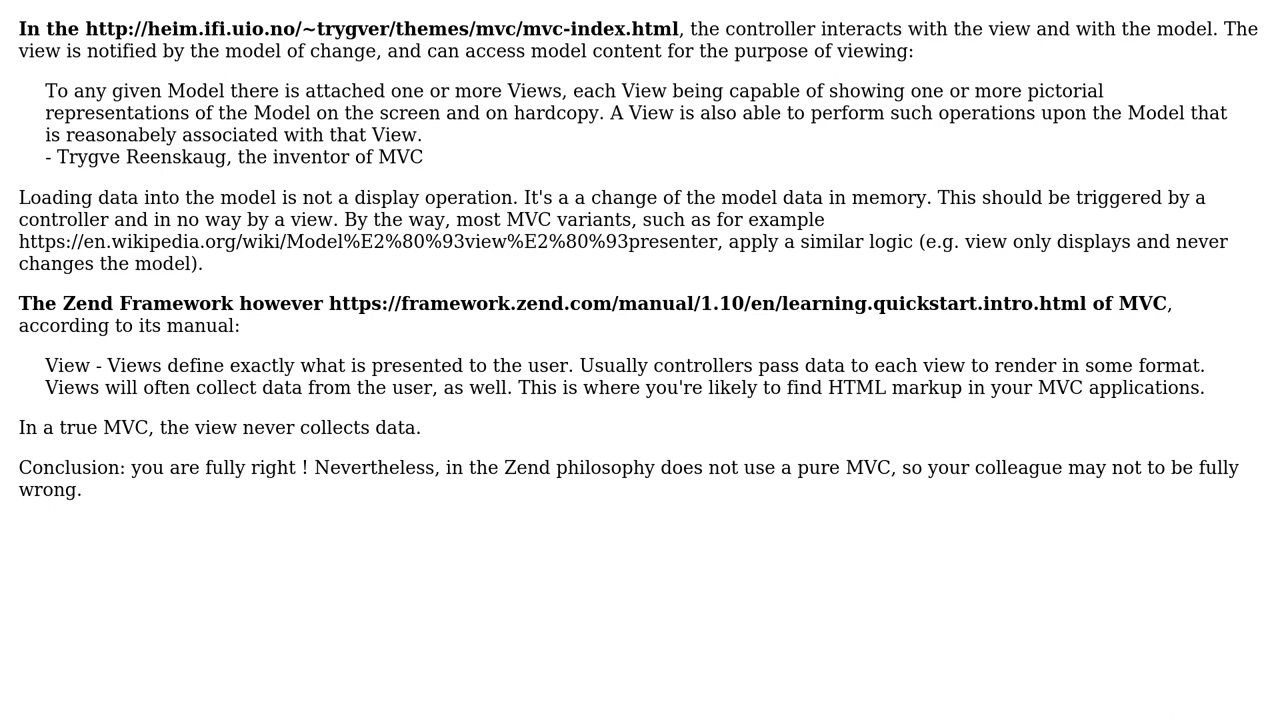 In the http://heim.ifi.uio.no/~trygver/themes/mvc/mvc-index.html, the controller interacts with the view and with the model. The
view is notified by the model of change, and can access model content for the purpose of viewing:
To any given Model there is attached one or more Views, each View being capable of showing one or more pictorial
representations of the Model on the screen and on hardcopy. A View is also able to perform such operations upon the Model that
is reasonabely associated with that View.
- Trygve Reenskaug, the inventor of MVC
Loading data into the model is not a display operation. It's a a change of the model data in memory. This should be triggered by a
controller and in no way by a view. By the way, most MVC variants, such as for example
https://en.wikipedia.org/wiki/Model%E2%80%93view%E2%80%93presenter, apply a similar logic (e.g. view only displays and never
changes the model).
The Zend Framework however https://framework.zend.com/manual/1.10/en/learning.quickstart.intro.html of MVC,
according to its manual:
View - Views define exactly what is presented to the user. Usually controllers pass data to each view to render in some format.
Views will often collect data from the user, as well. This is where you're likely to find HTML markup in your MVC applications.
In a true MVC, the view never collects data.
Conclusion: you are fully right ! Nevertheless, in the Zend philosophy does not use a pure MVC, so your colleague may not to be fully
wrong.